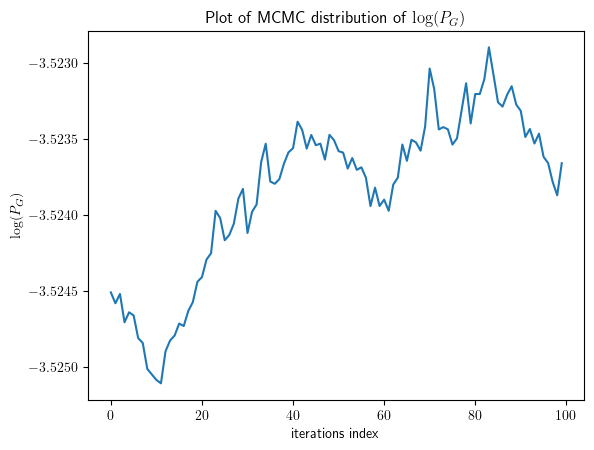 Plot of MCMC distribution of log(P_G)
−3.5230
−3.5235
−3.5240
−3.5245
−3.5250
log(P_G)
0 20 40 60 80 100
iterations index